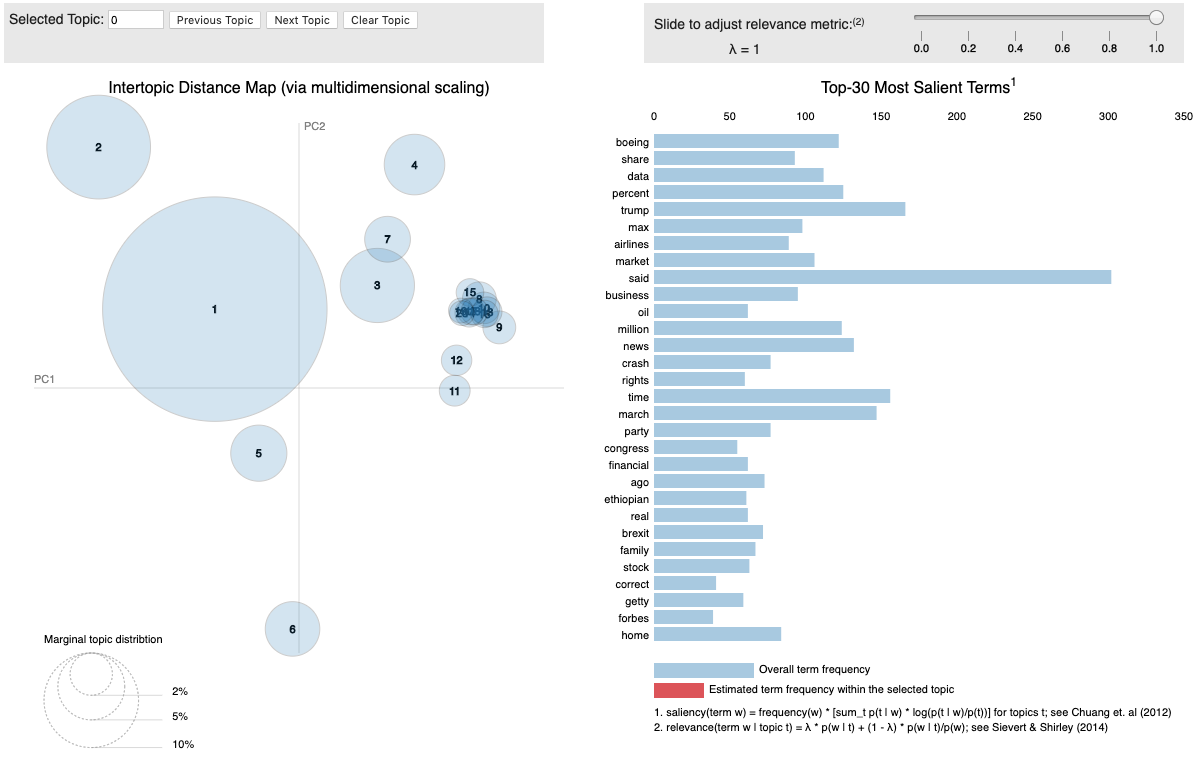 Selected Topic: 0 Previous Topic Next Topic Clear Topic
Slide to adjust relevance metric:(2)
λ = 1
0.0 0.2 0.4 0.6 0.8 1.0
Intertopic Distance Map (via multidimensional scaling)
PC2
PC1
2
4
7
1
3
15
8
9
12
11
5
6
Marginal topic distribtion
2%
5%
10%
Top-30 Most Salient Terms1
0 50 100 150 200 250 300 350
boeing
share
data
percent
trump
max
airlines
market
said
business
oil
million
news
crash
rights
time
march
party
congress
financial
ago
ethiopian
real
brexit
family
stock
correct
getty
forbes
home
Overall term frequency
Estimated term frequency within the selected topic
1. saliency(term w) = frequency(w) * [sum_t p(t | w) * log(p(t | w)/p(t))] for topics t; see Chuang et. al (2012)
2. relevance(term w | topic t) = λ * p(w | t) + (1 - λ) * p(w | t)/p(w); see Sievert & Shirley (2014)